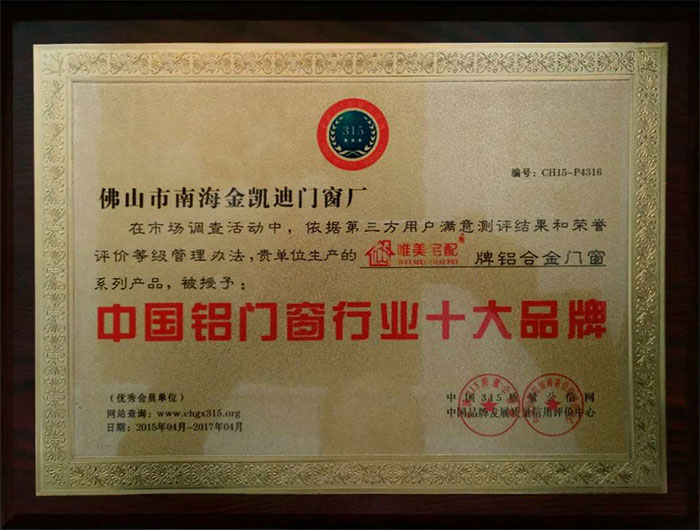 315
编号：CH15-P4316
佛山市南海金凯迪门窗厂
在市场调查活动中，依据第三方用户满意测评结果和荣誉
评价等级管理办法，贵单位生产的 唯美宅配 WEIMEI ZHAIPEI 牌铝合金门窗
系列产品，被授予：
中国铝门窗行业十大品牌
（优秀会员单位）
网站查询：www.chgx315.org
日期：2015年04月-2017年04月
中国315质量公信网
中国品牌发展质量信用评价中心